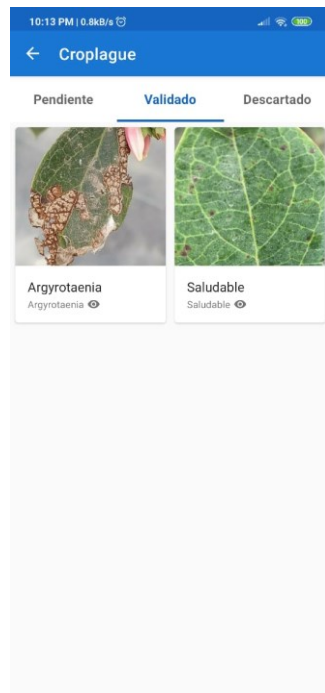 10:13 PM | 0.8kB/s
100
Croplague
Pendiente Validado Descartado
Argyrotaenia
Argyrotaenia
Saludable
Saludable